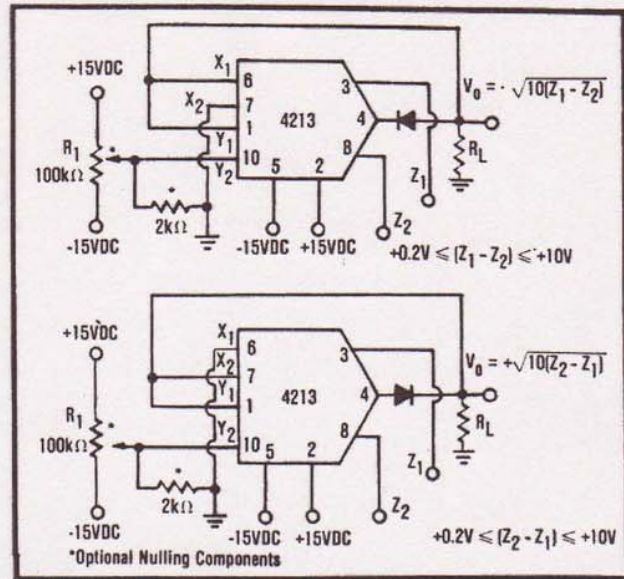 +15VDC
X₁
6
3
V₀ = - √10(Z₁ - Z₂)
X₂
7
4213
4
R₁
*
1
Y₁
8
R_L
100kΩ
10
Y₂
5
2
Z₁
*
2kΩ
Z₂
-15VDC
-15VDC
+15VDC
+0.2V ≤ (Z₁ - Z₂) ≤ +10V
+15VDC
X₁
6
3
V₀ = +√10(Z₂ - Z₁)
X₂
7
Y₁
4213
4
R₁
*
1
R_L
100kΩ
Y₂
10
8
5
2
Z₁
*
2kΩ
Z₂
-15VDC
-15VDC
+15VDC
+0.2V ≤ (Z₂ - Z₁) ≤ +10V
*Optional Nulling Components